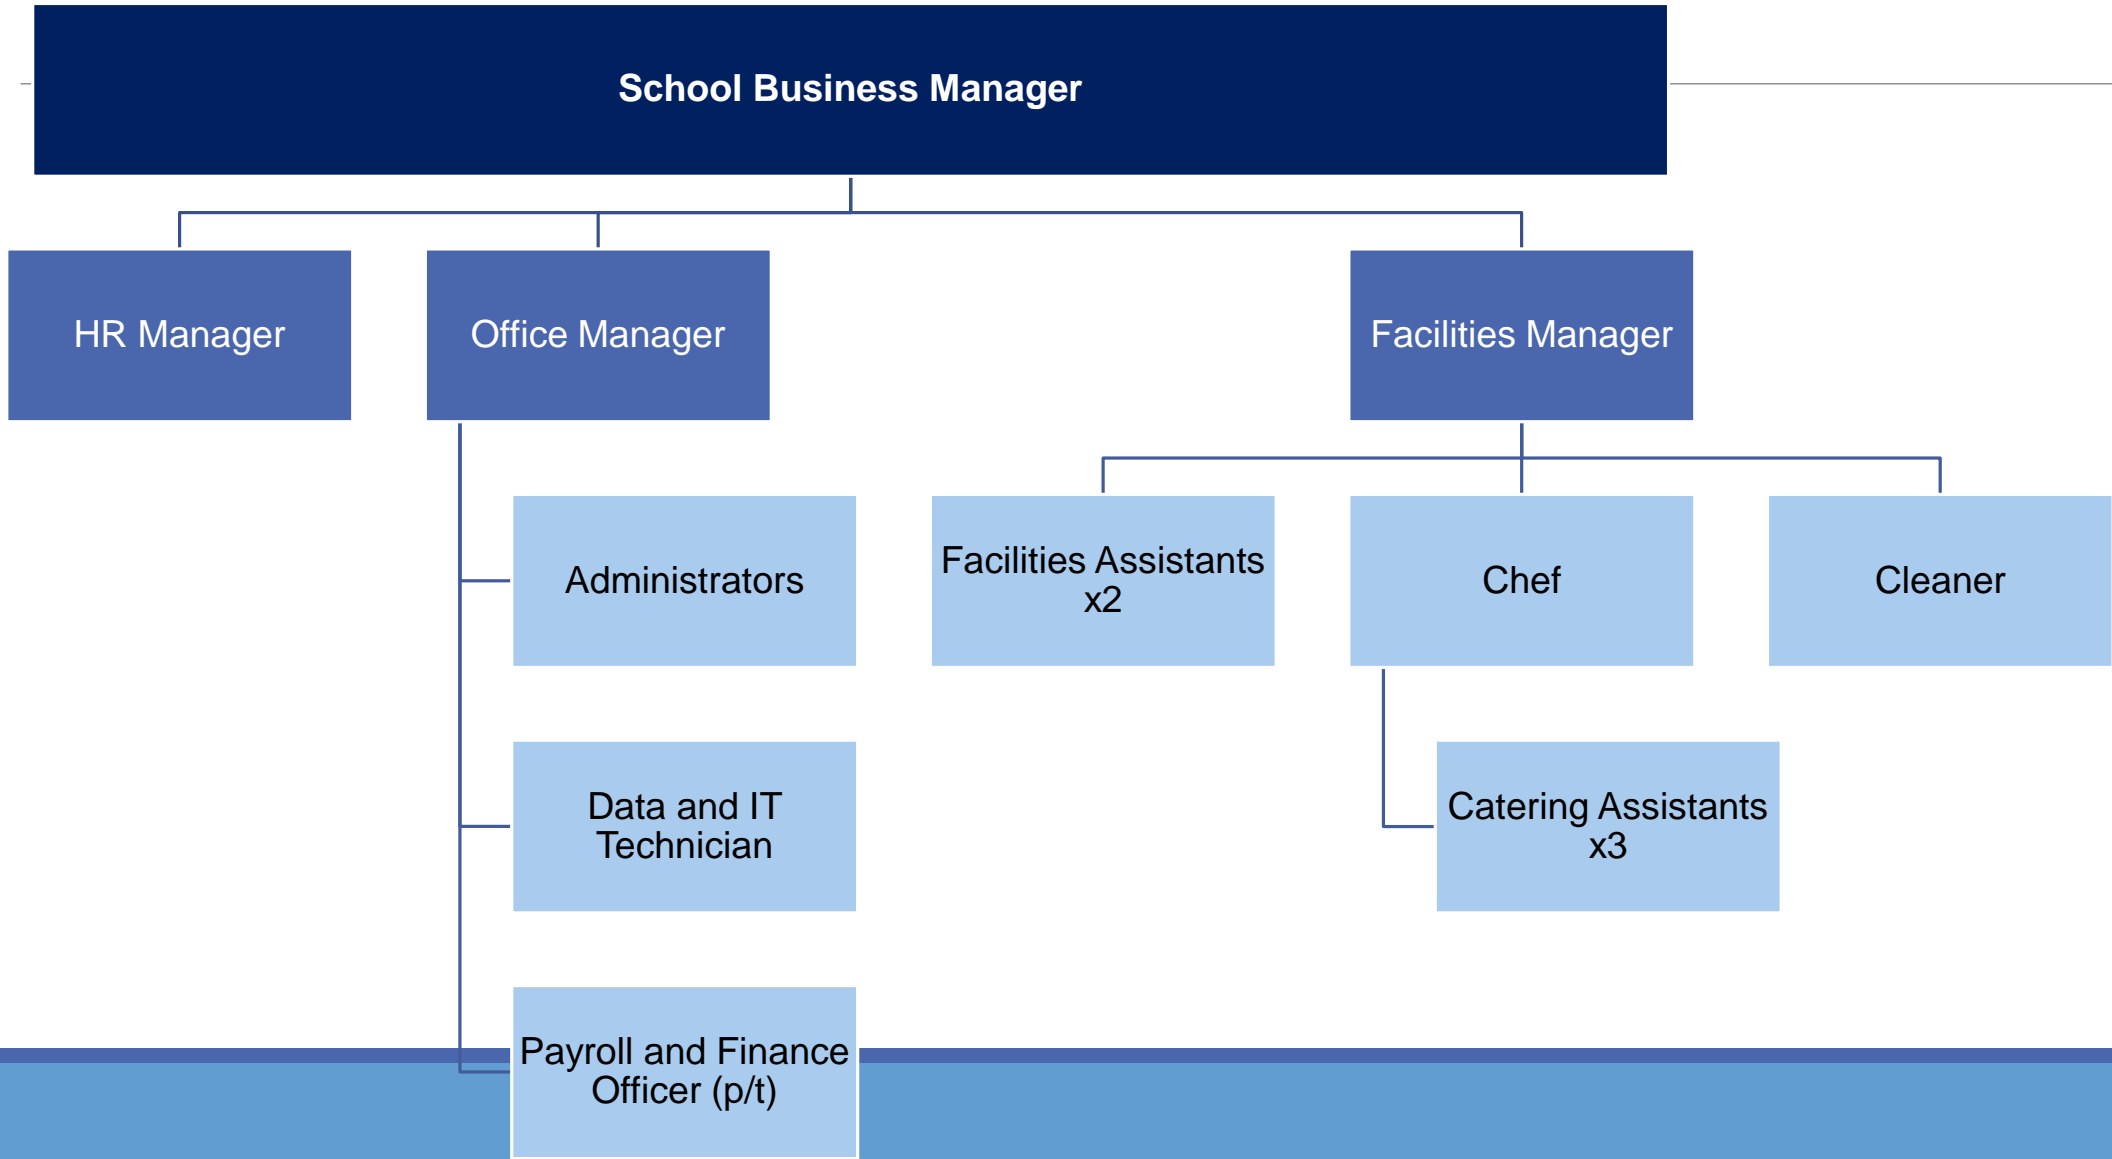 School Business Manager
HR Manager
Office Manager
Facilities Manager
Administrators
Facilities Assistants
x2
Chef
Cleaner
Data and IT
Technician
Catering Assistants
x3
Payroll and Finance
Officer (p/t)